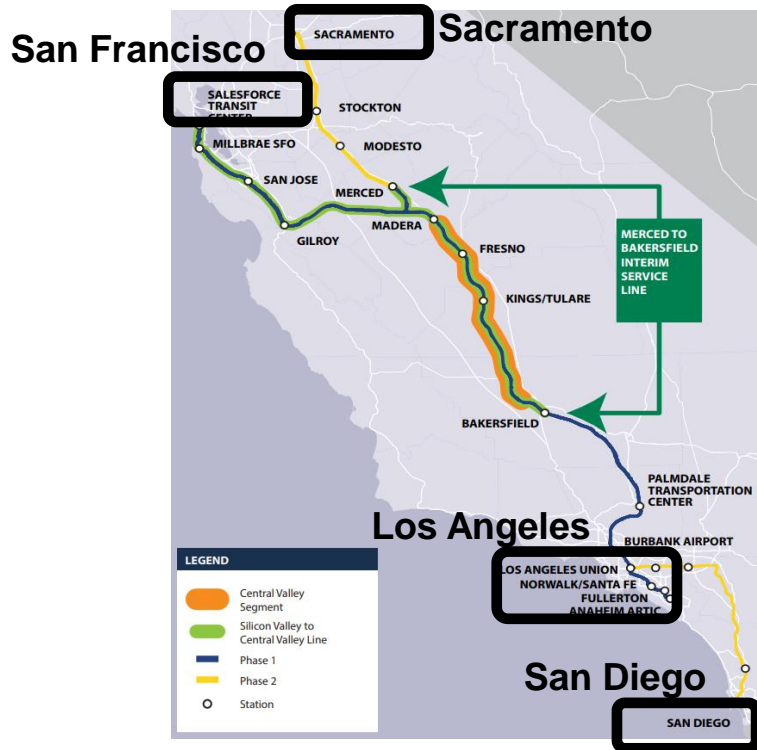 San Francisco
SACRAMENTO
Sacramento
SALESFORCE
TRANSIT
CENTER
STOCKTON
MILLBRAE SFO
MODESTO
SAN JOSE
MERCED
MADERA
GILROY
FRESNO
MERCED TO
BAKERSFIELD
INTERIM
SERVICE
LINE
KINGS/TULARE
BAKERSFIELD
PALMDALE
TRANSPORTATION
CENTER
Los Angeles
BURBANK AIRPORT
LOS ANGELES UNION
NORWALK/SANTA FE
FULLERTON
ANAHEIM ARTIC
LEGEND
Central Valley
Segment
Silicon Valley to
Central Valley Line
Phase 1
Phase 2
Station
San Diego
SAN DIEGO